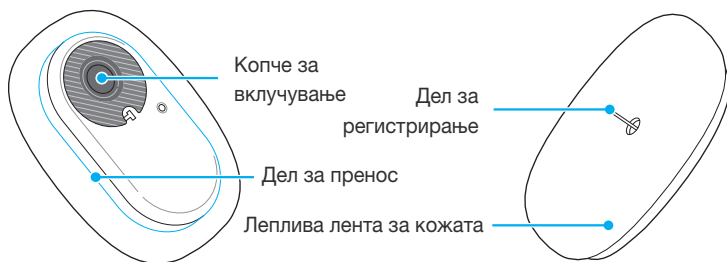 Копче за
вклучување
Дел за
регистрирање
Дел за пренос
Леплива лента за кожата